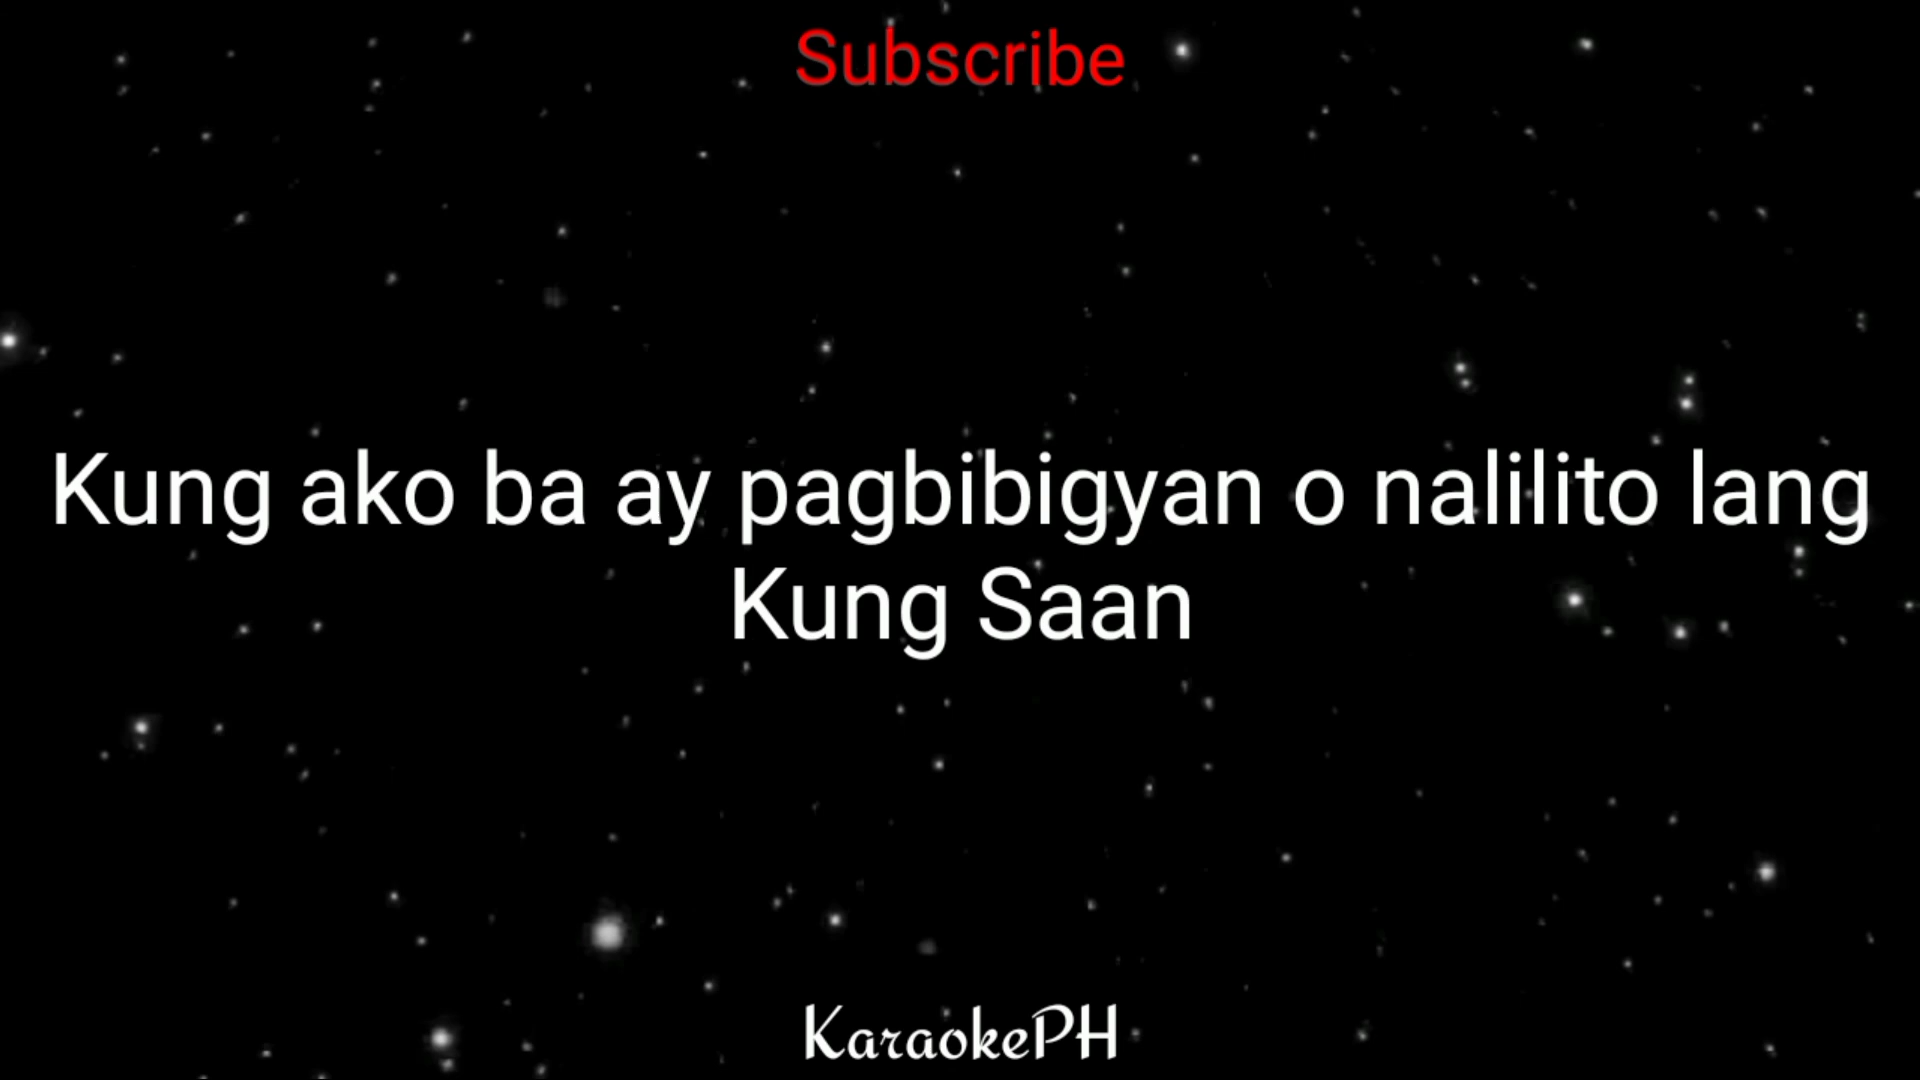 Subscribe
Kung ako ba ay pagbibigyan o nalilito lang
Kung Saan
KaraokePH